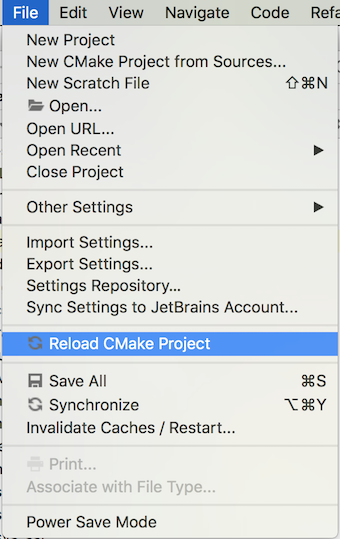 File Edit View Navigate Code Refa
New Project
New CMake Project from Sources...
New Scratch File ⇧⌘N
Open...
Open URL...
Open Recent ▶
Close Project
Other Settings ▶
Import Settings...
Export Settings...
Settings Repository...
Sync Settings to JetBrains Account...
Reload CMake Project
Save All ⌘S
Synchronize ⌥⌘Y
Invalidate Caches / Restart...
Print...
Associate with File Type...
Power Save Mode